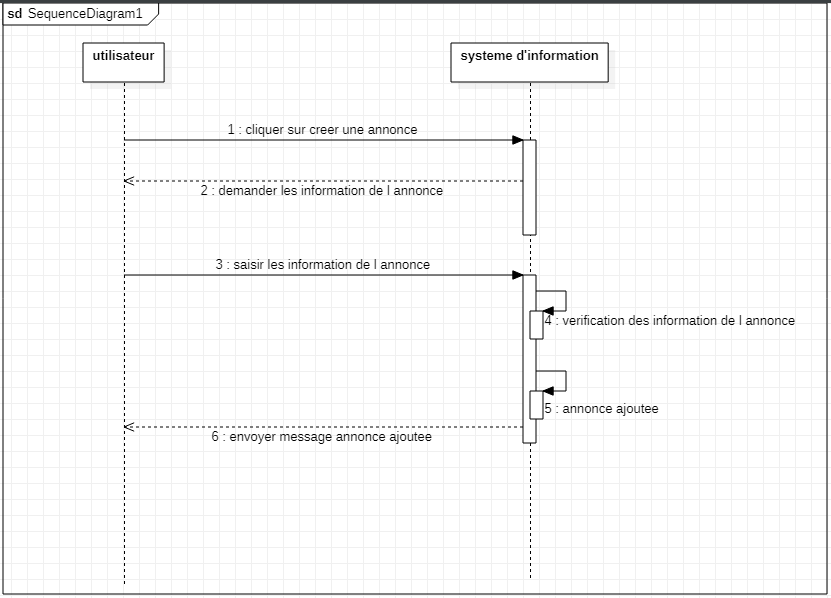 sd SequenceDiagram1
utilisateur
systeme d'information
1 : cliquer sur creer une annonce
2 : demander les information de l annonce
3 : saisir les information de l annonce
4 : verification des information de l annonce
5 : annonce ajoutee
6 : envoyer message annonce ajoutee